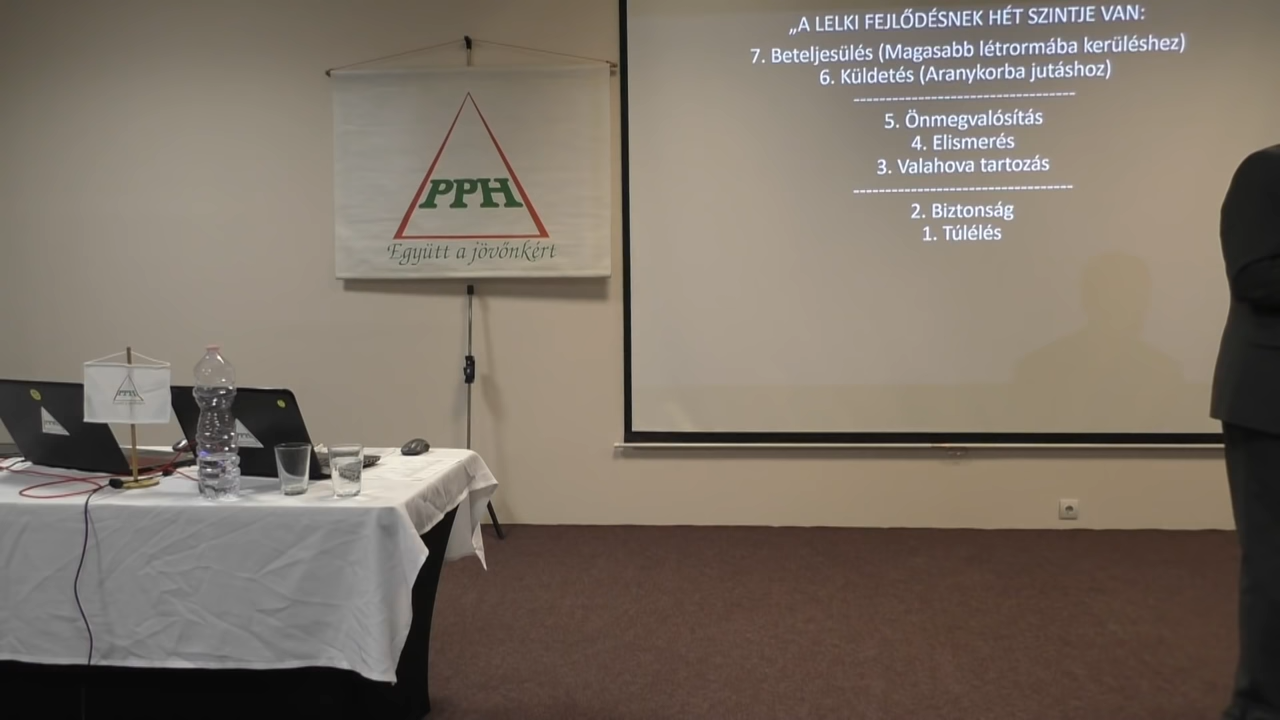 „A LELKI FEJLŐDÉSNEK HÉT SZINTJE VAN:
7. Beteljesülés (Magasabb létrormába kerüléshez)
6. Küldetés (Aranykorba jutáshoz)
----------------------------------
5. Önmegvalósítás
4. Elismerés
3. Valahova tartozás
----------------------------------
2. Biztonság
1. Túlélés
PPH
Együtt a jövőnkért
PPH